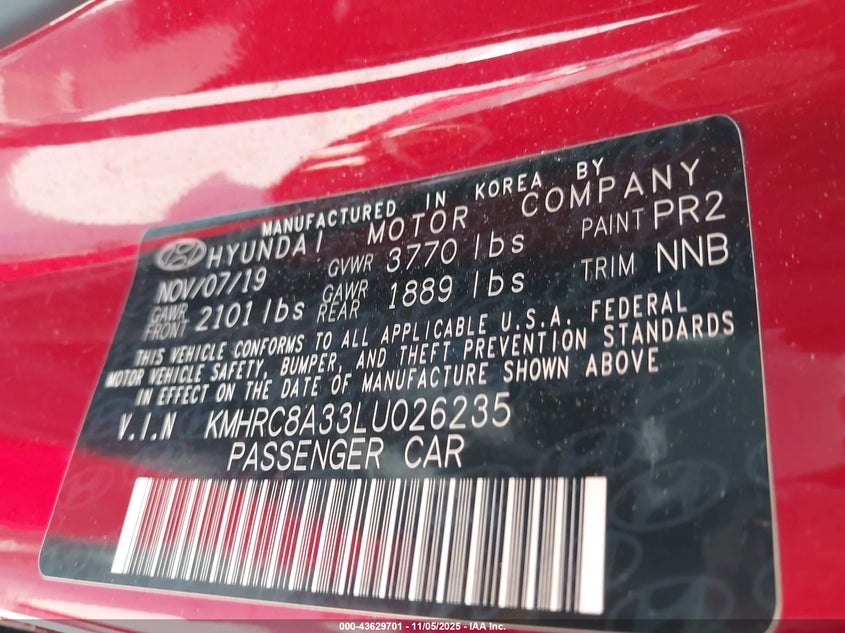 MANUFACTURED IN KOREA BY
HYUNDAI MOTOR COMPANY
NOV/07/19 GVWR 3770 lbs PAINT PR2
GAWR FRONT 2101 lbs GAWR REAR 1889 lbs TRIM NNB
THIS VEHICLE CONFORMS TO ALL APPLICABLE U.S.A. FEDERAL
MOTOR VEHICLE SAFETY, BUMPER, AND THEFT PREVENTION STANDARDS
IN EFFECT ON THE DATE OF MANUFACTURE SHOWN ABOVE
V.I.N KMHRC8A33LU026235
PASSENGER CAR
000-43629701 - 11/05/2025 - IAA Inc.